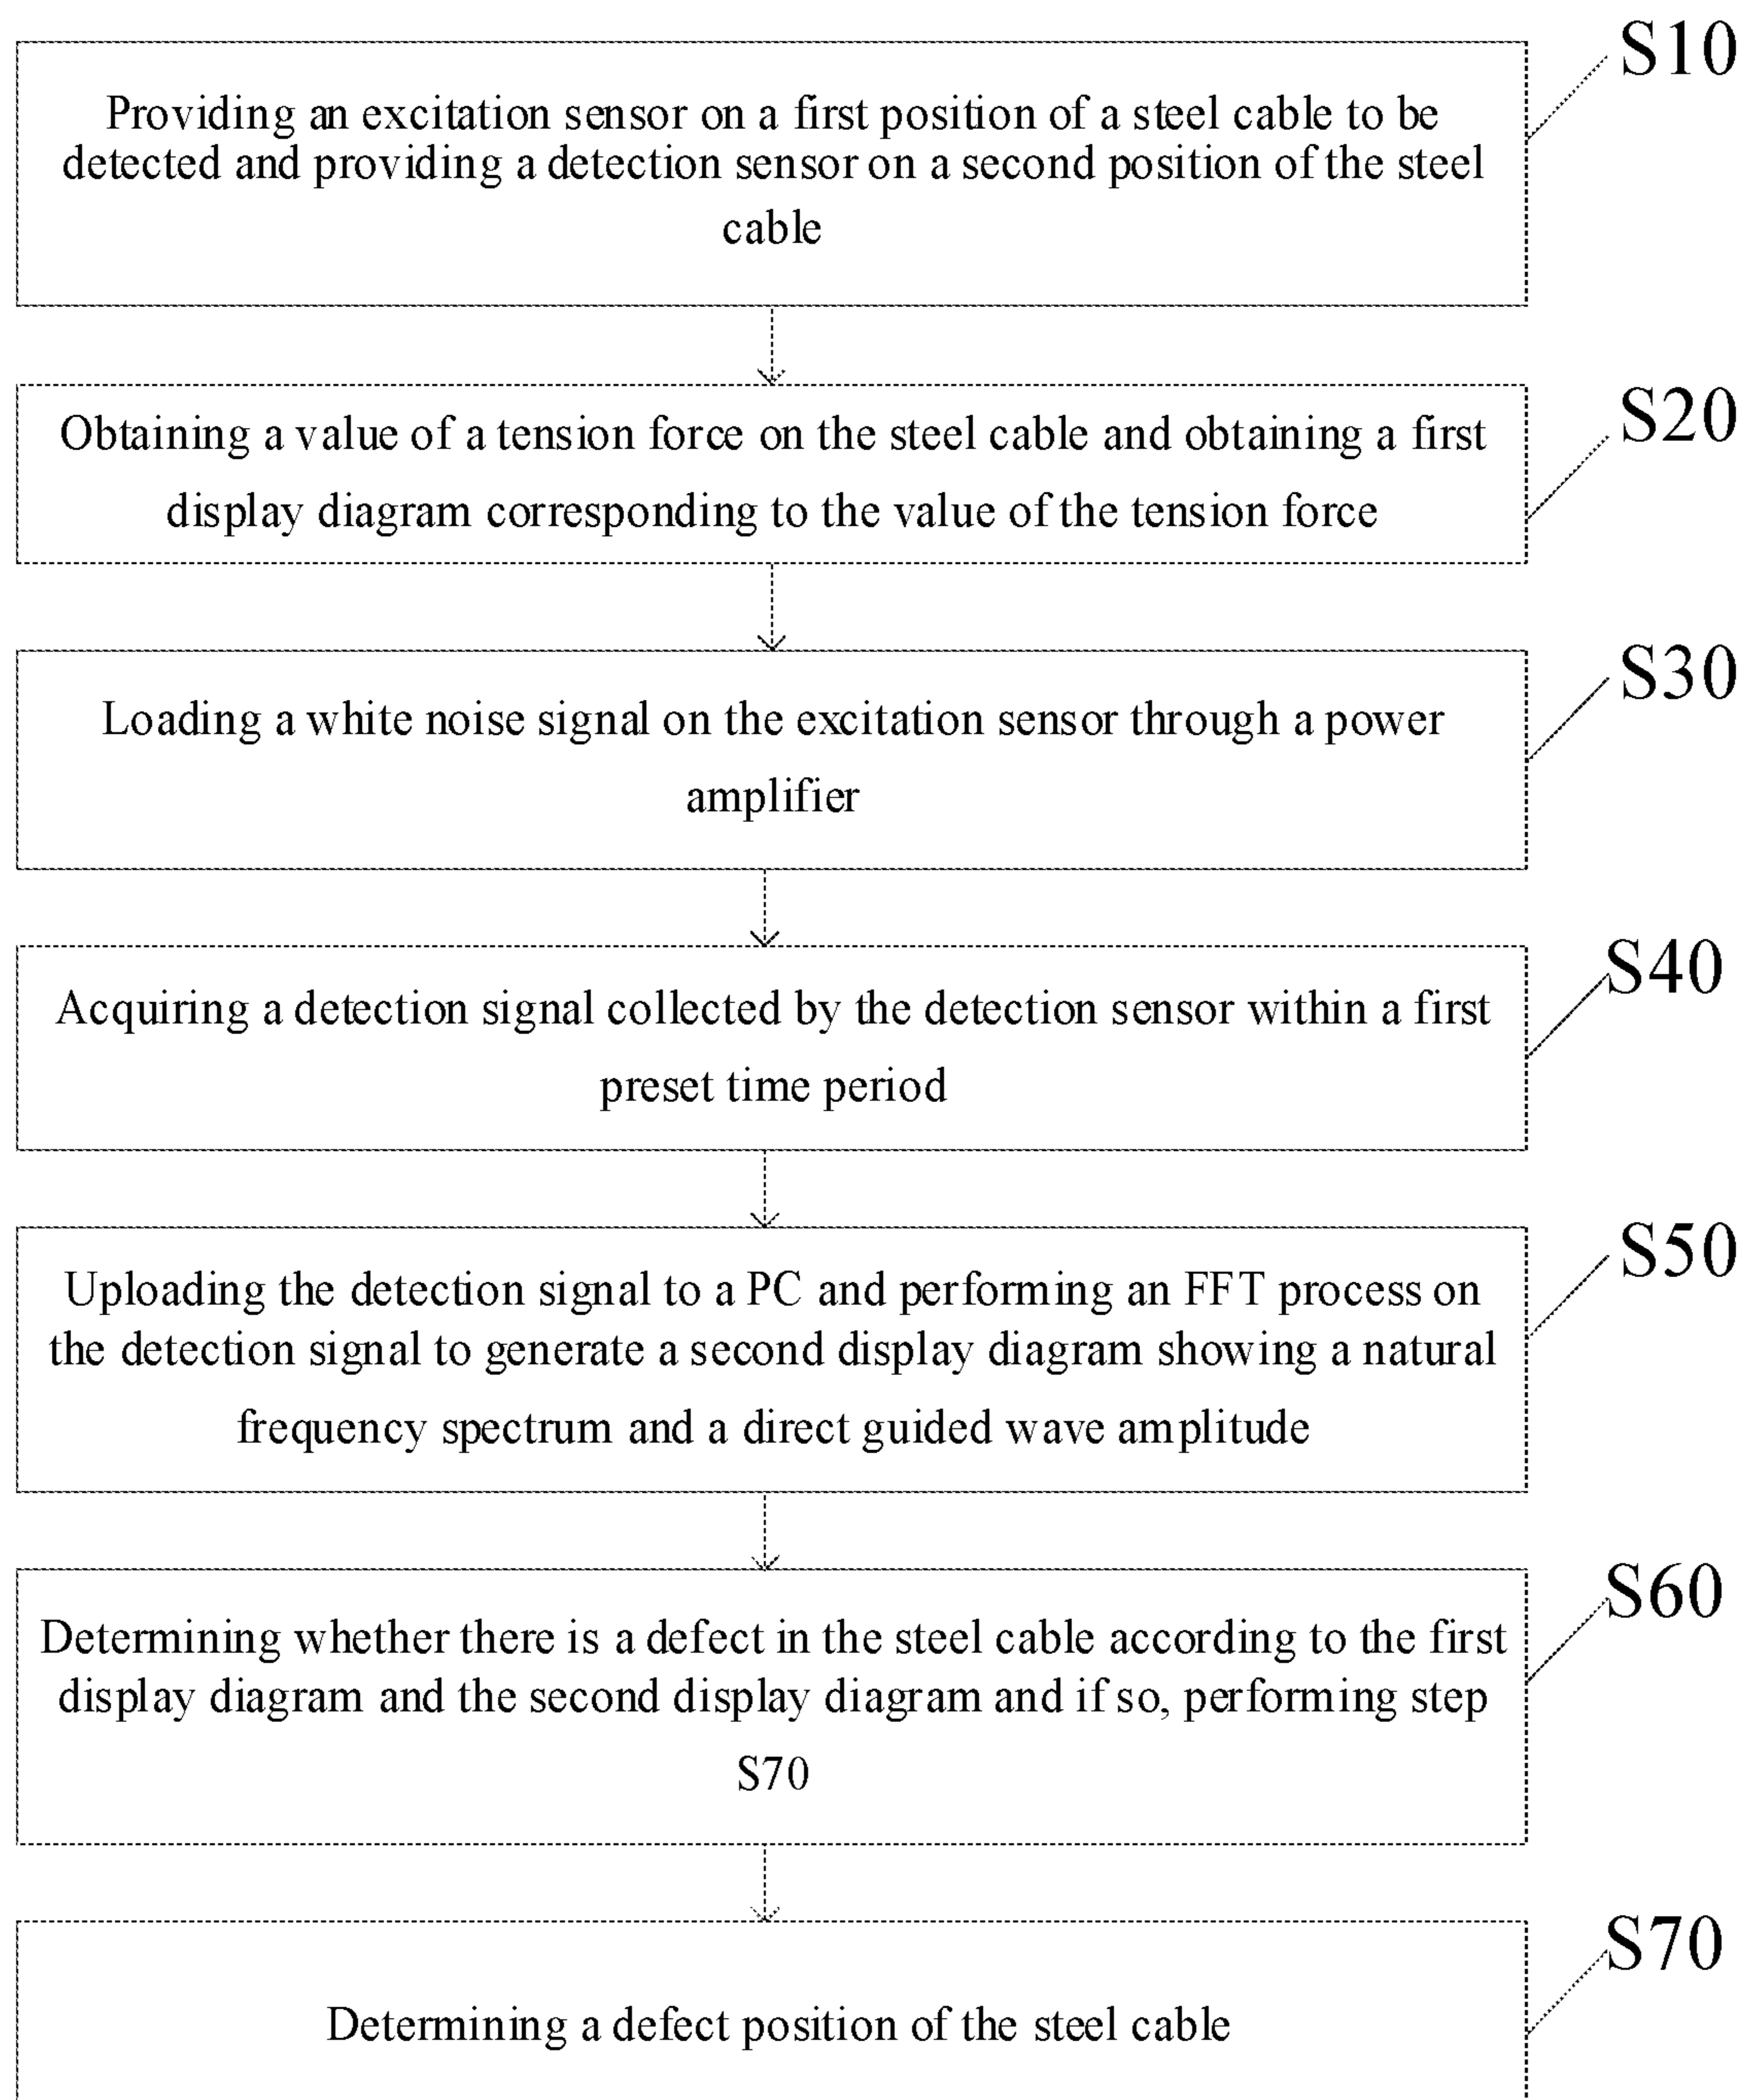 S10
Providing an excitation sensor on a first position of a steel cable to be
detected and providing a detection sensor on a second position of the steel
cable
S20
Obtaining a value of a tension force on the steel cable and obtaining a first
display diagram corresponding to the value of the tension force
S30
Loading a white noise signal on the excitation sensor through a power
amplifier
S40
Acquiring a detection signal collected by the detection sensor within a first
preset time period
S50
Uploading the detection signal to a PC and performing an FFT process on
the detection signal to generate a second display diagram showing a natural
frequency spectrum and a direct guided wave amplitude
S60
Determining whether there is a defect in the steel cable according to the first
display diagram and the second display diagram and if so, performing step
S70
S70
Determining a defect position of the steel cable